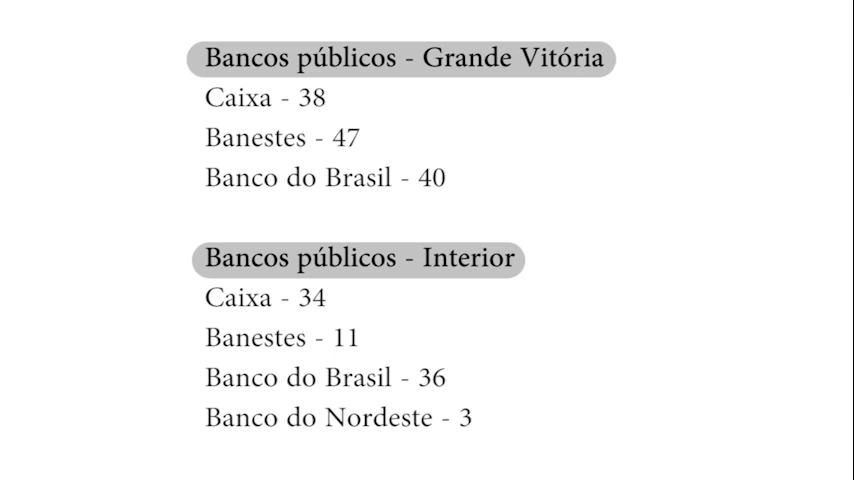 Bancos públicos - Grande Vitória
Caixa - 38
Banestes - 47
Banco do Brasil - 40
Bancos públicos - Interior
Caixa - 34
Banestes - 11
Banco do Brasil - 36
Banco do Nordeste - 3